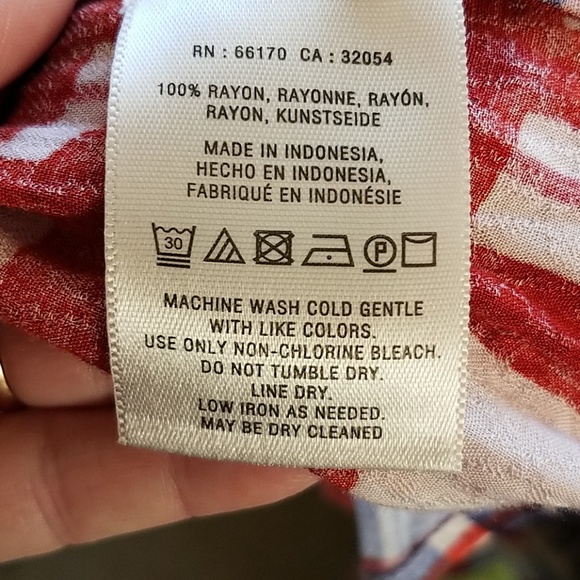 RN : 66170 CA : 32054
100% RAYON, RAYONNE, RAYÓN,
RAYON, KUNSTSEIDE
MADE IN INDONESIA,
HECHO EN INDONESIA,
FABRIQUÉ EN INDONÉSIE
30 P
MACHINE WASH COLD GENTLE
WITH LIKE COLORS.
USE ONLY NON-CHLORINE BLEACH.
DO NOT TUMBLE DRY.
LINE DRY.
LOW IRON AS NEEDED.
MAY BE DRY CLEANED